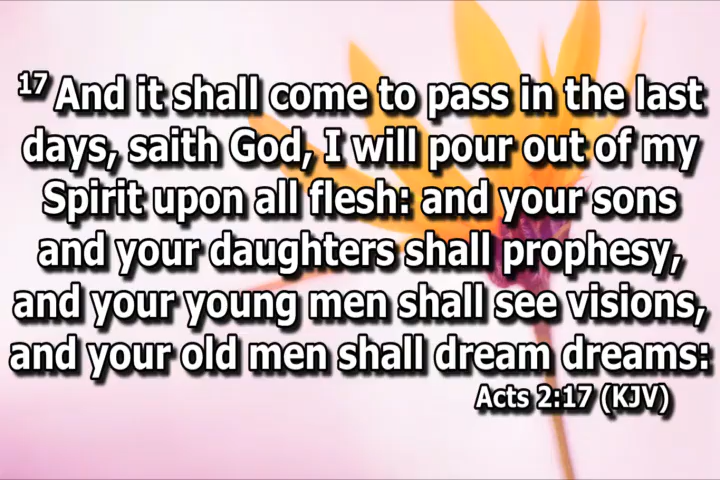 17 And it shall come to pass in the last
days, saith God, I will pour out of my
Spirit upon all flesh: and your sons
and your daughters shall prophesy,
and your young men shall see visions,
and your old men shall dream dreams:
Acts 2:17 (KJV)